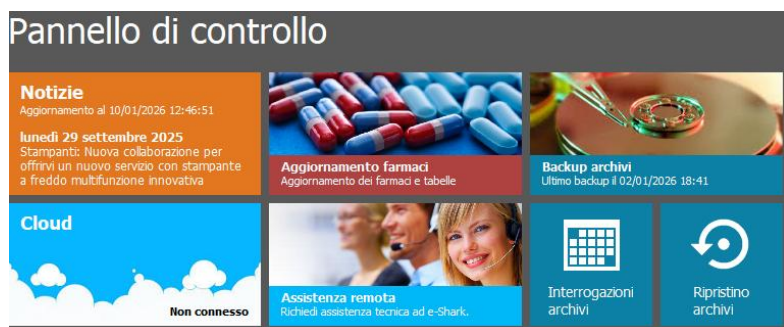 Pannello di controllo
Notizie
Aggiornamento al 10/01/2026 12:46:51
lunedì 29 settembre 2025
Stampanti: Nuova collaborazione per
offrirvi un nuovo servizio con stampante
a freddo multifunzione innovativa
Aggiornamento farmaci
Aggiornamento dei farmaci e tabelle
Backup archivi
Ultimo backup il 02/01/2026 18:41
Cloud
Non connesso
Assistenza remota
Richiedi assistenza tecnica ad e-Shark.
Interrogazioni
archivi
Ripristino
archivi